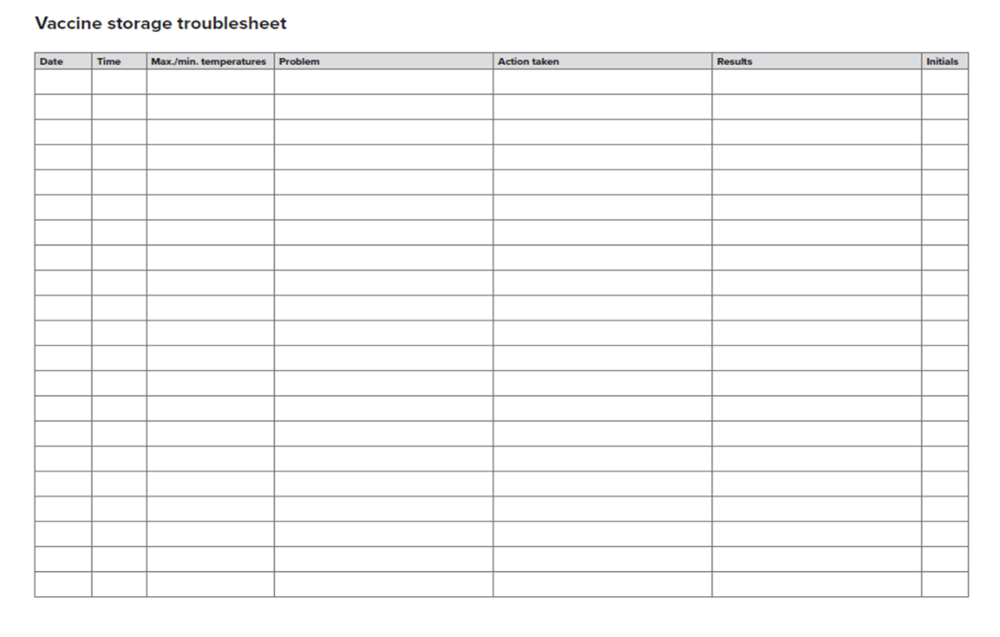 Vaccine storage troublesheet
Date Time Max./min. temperatures Problem Action taken Results Initials